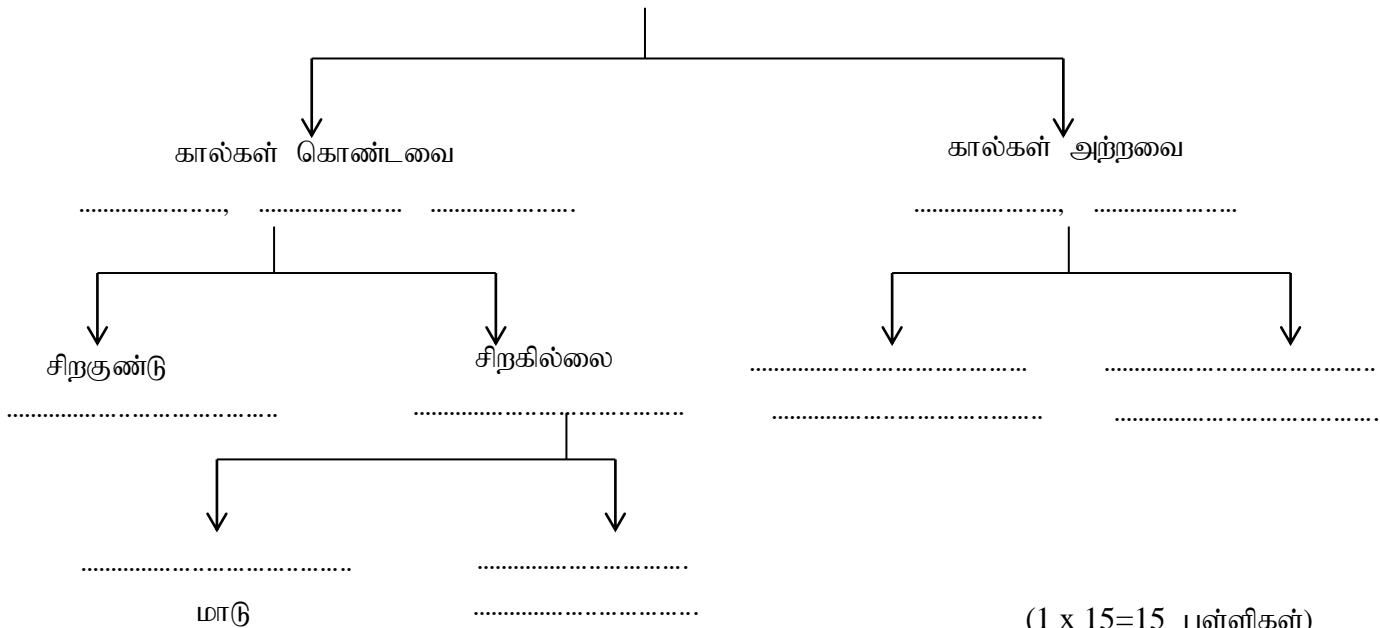 கால்கள் கொண்டவை கால்கள் அற்றவை
....................., ..................... ......................  ....................., .....................
சிறகுண்டு சிறகில்லை ........................................ ........................................
........................................ ........................................ ........................................ ........................................
........................................ ................................
மாடு ................................. (1 x 15=15 புள்ளிகள்)